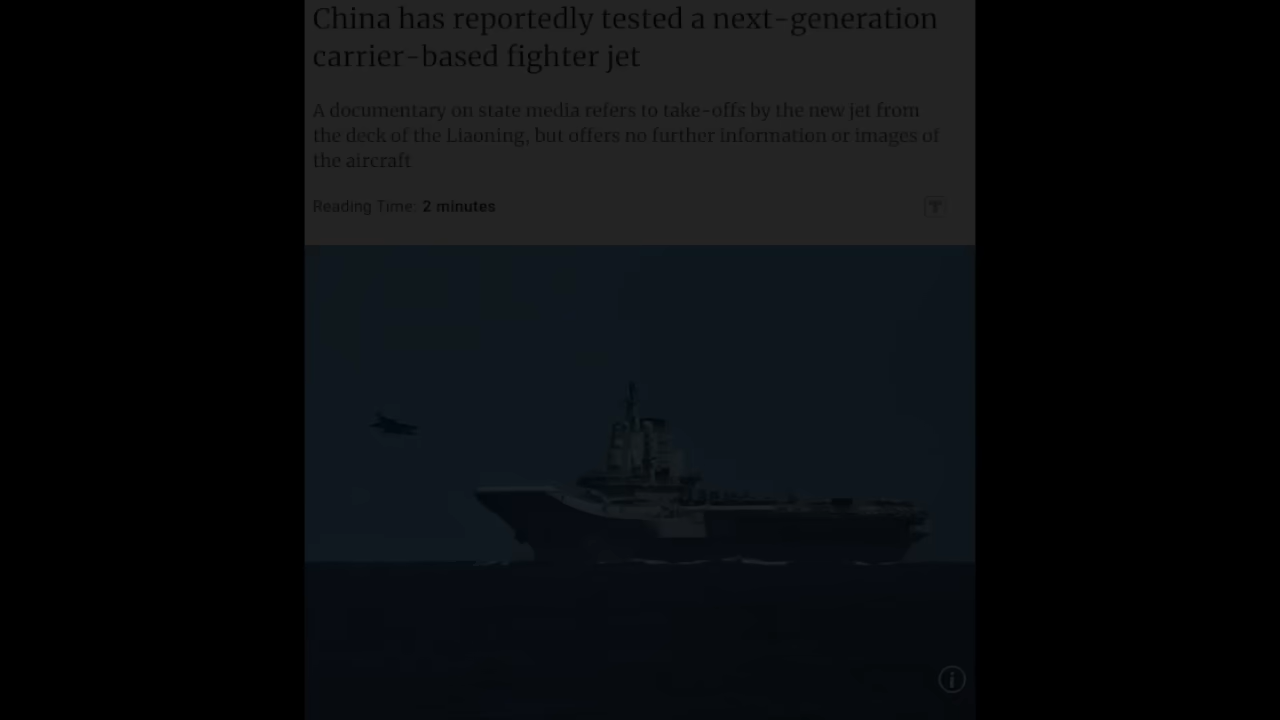 China has reportedly tested a next-generation
carrier-based fighter jet
A documentary on state media refers to take-offs by the new jet from
the deck of the Liaoning, but offers no further information or images of
the aircraft
Reading Time: 2 minutes